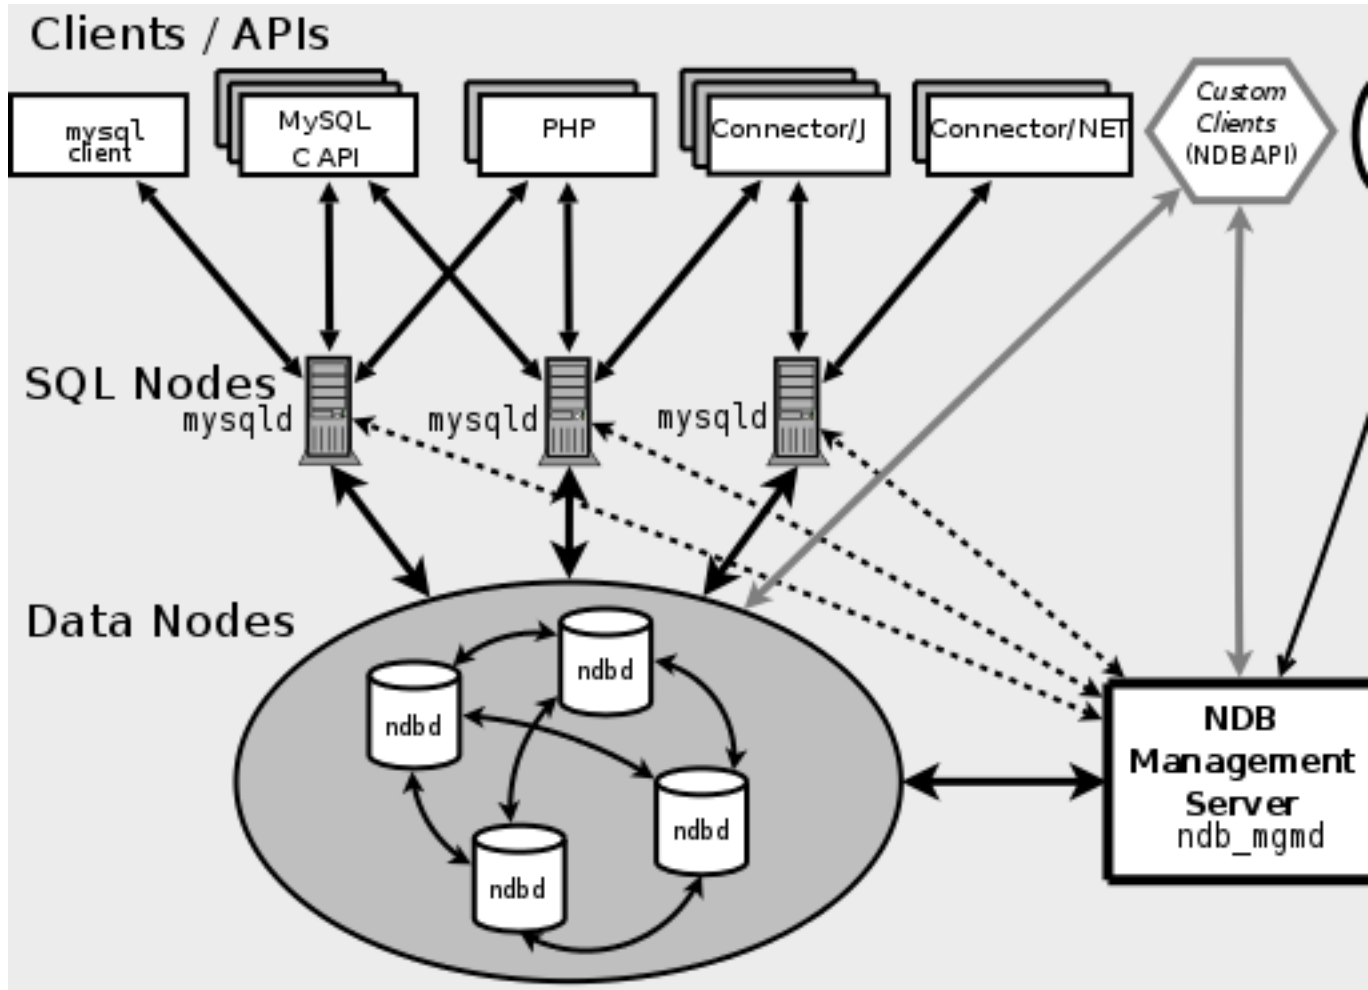 Clients / APIs
mysql
client
MySQL
C API
PHP
Connector/J
Connector/NET
Custom
Clients
(NDBAPI)
SQL Nodes
mysqld
mysqld
mysqld
Data Nodes
ndbd
ndbd
ndbd
ndbd
NDB
Management
Server
ndb_mgmd